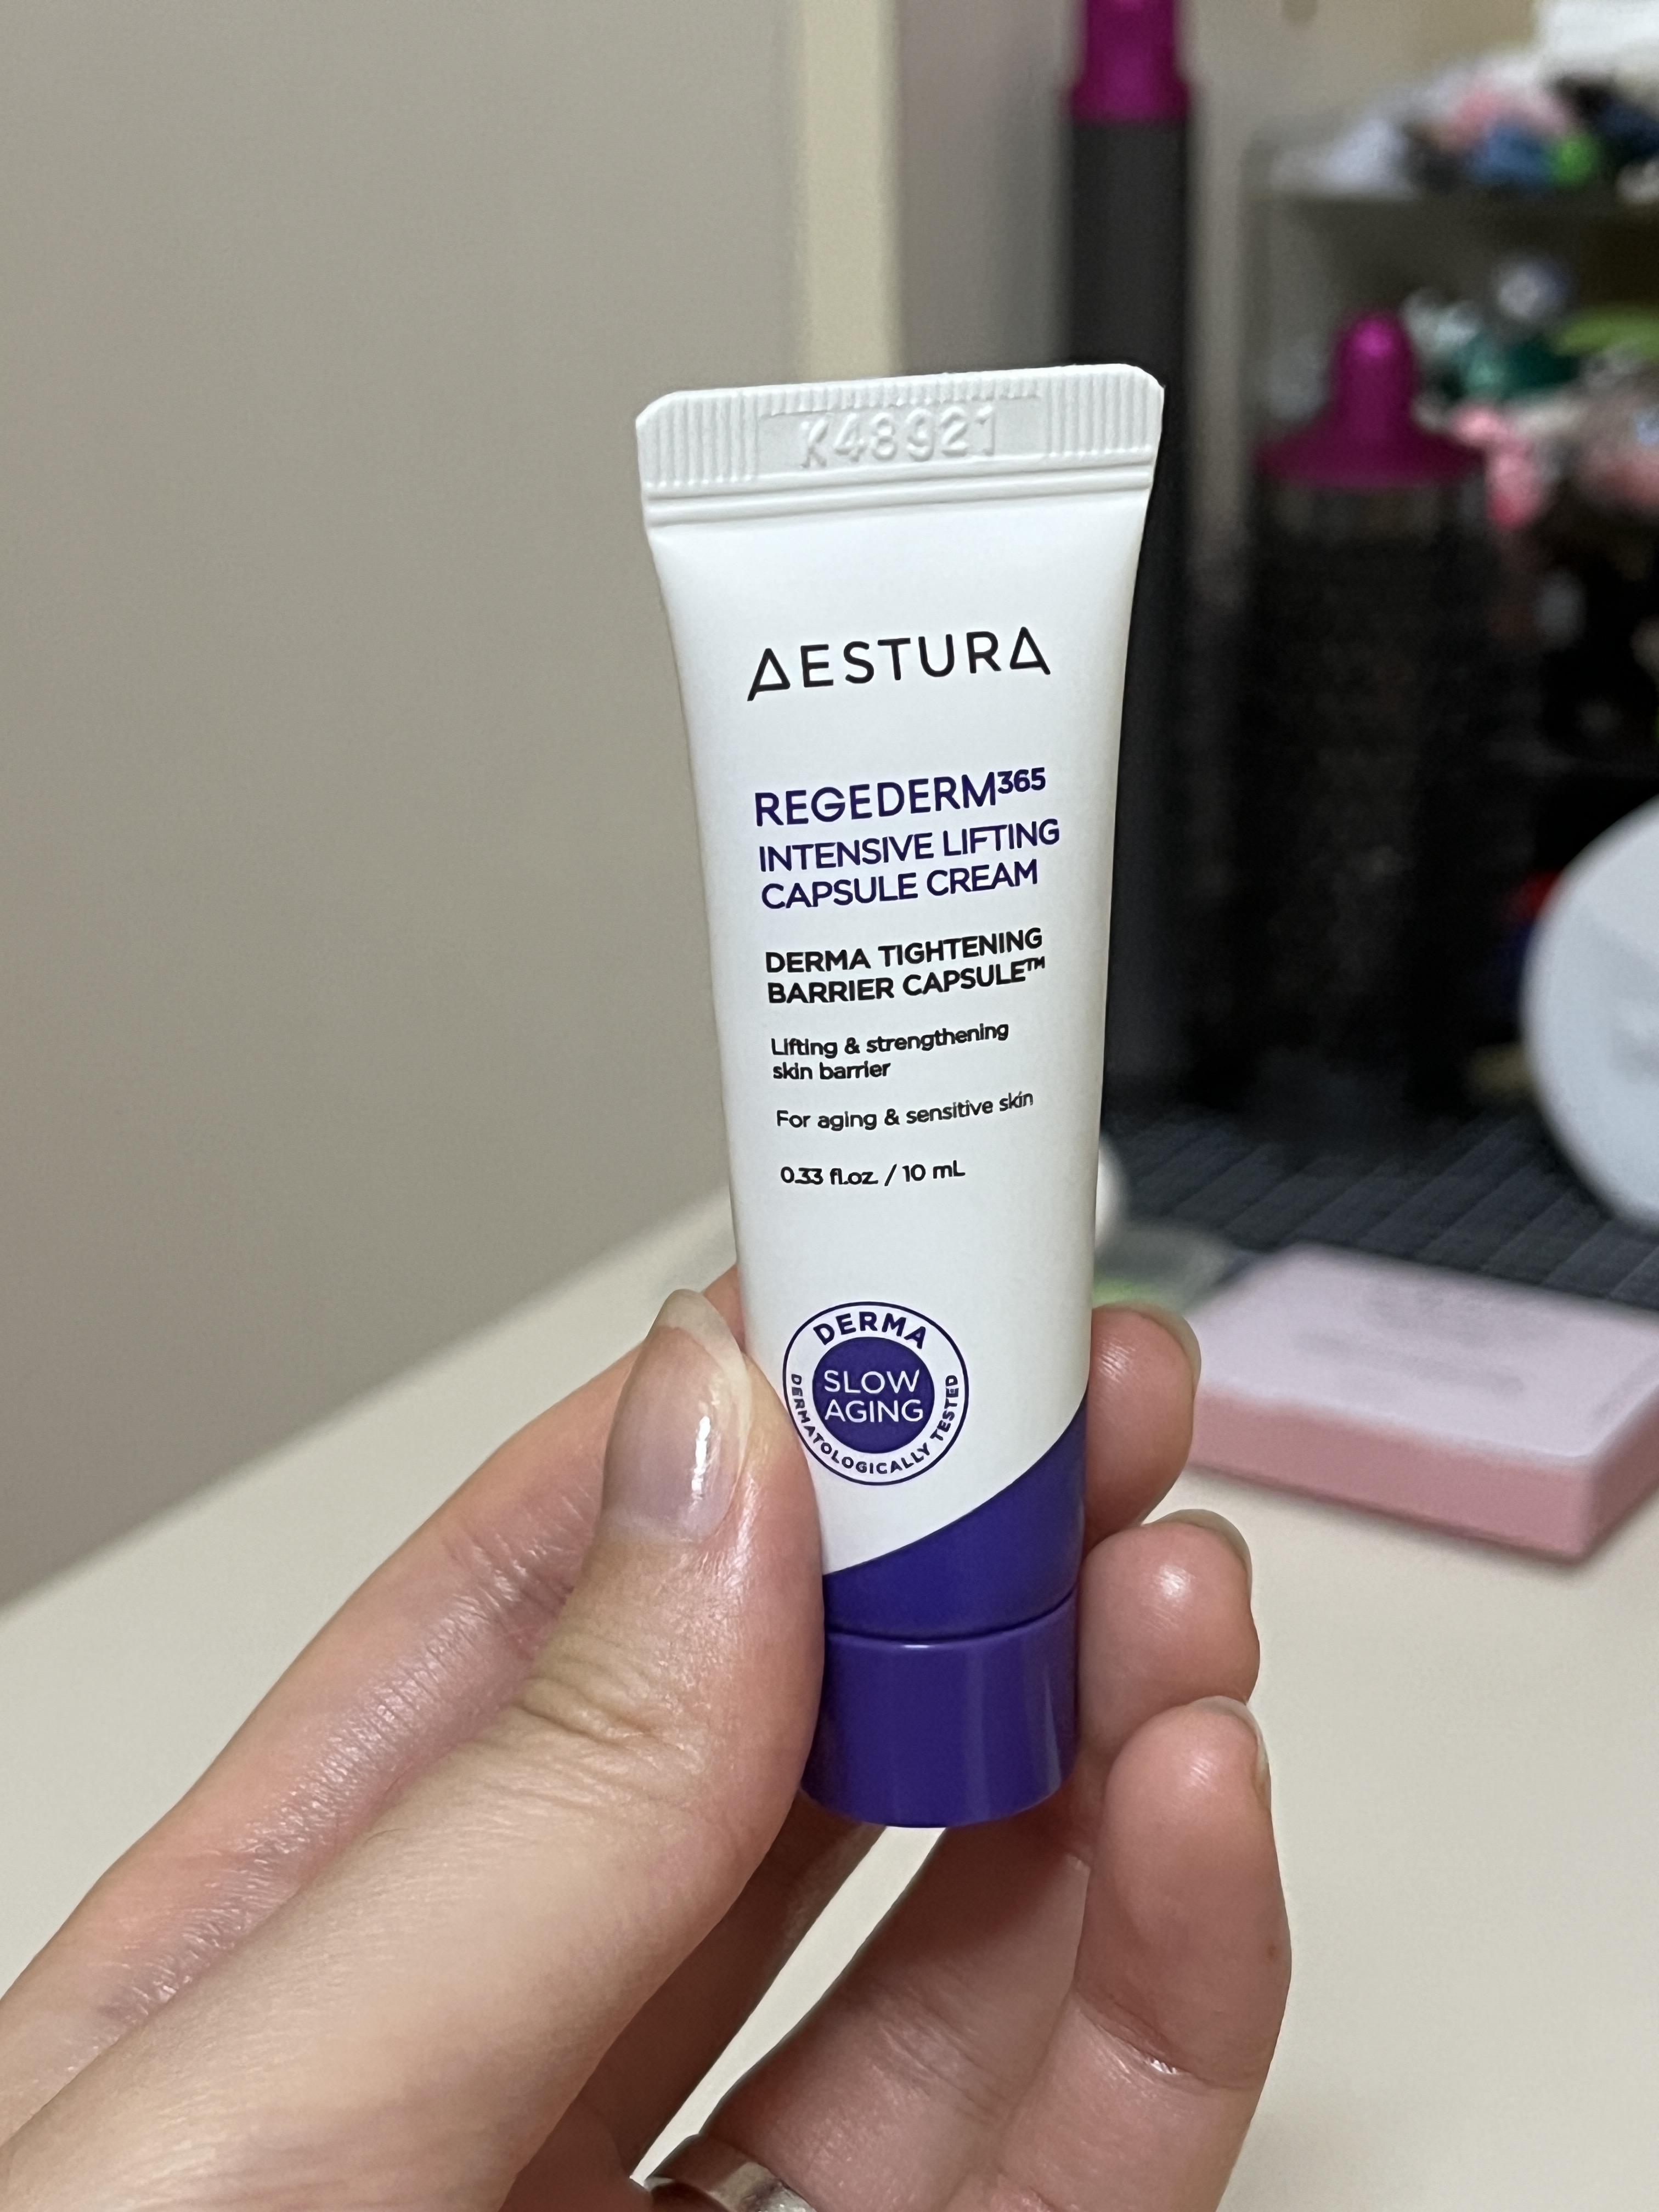 K48921
AESTURA
REGEDERM³⁶⁵
INTENSIVE LIFTING
CAPSULE CREAM
DERMA TIGHTENING
BARRIER CAPSULE™
Lifting & strengthening
skin barrier
For aging & sensitive skin
0.33 fl.oz. / 10 mL
DERMA
SLOW
AGING
DERMATOLOGICALLY TESTED